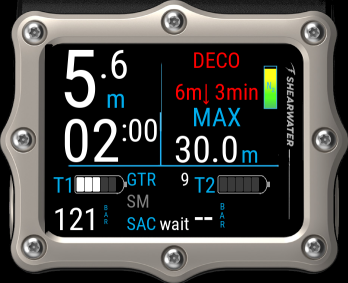 5.6 m
DECO
6m↓ 3min
02:00
MAX
30.0m
N₂
SHEARWATER
T1 GTR 9 T2
SM
121 BAR SAC wait -- BAR